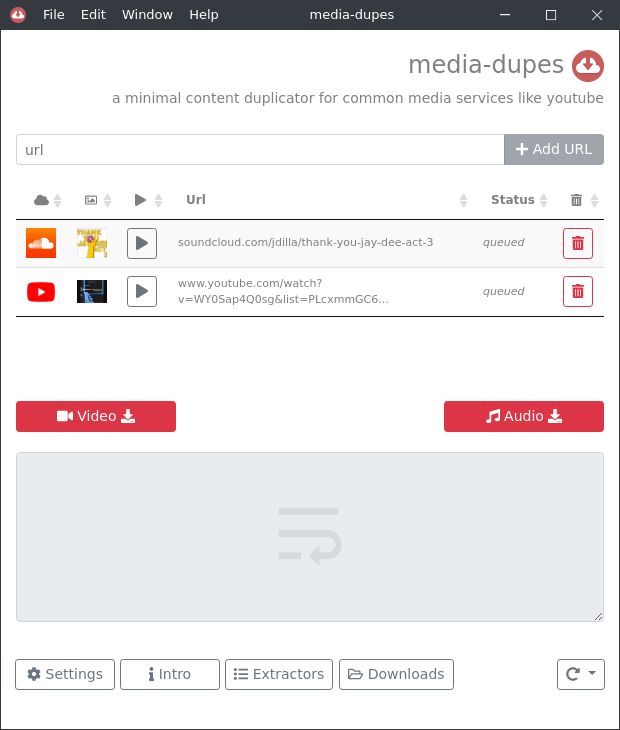 File Edit Window Help media-dupes
media-dupes
a minimal content duplicator for common media services like youtube
url
Add URL
Url Status
soundcloud.com/jdilla/thank-you-jay-dee-act-3 queued
www.youtube.com/watch?
v=WY0Sap4Q0sg&list=PLcxmmGC6... queued
Video Audio
Settings Intro Extractors Downloads